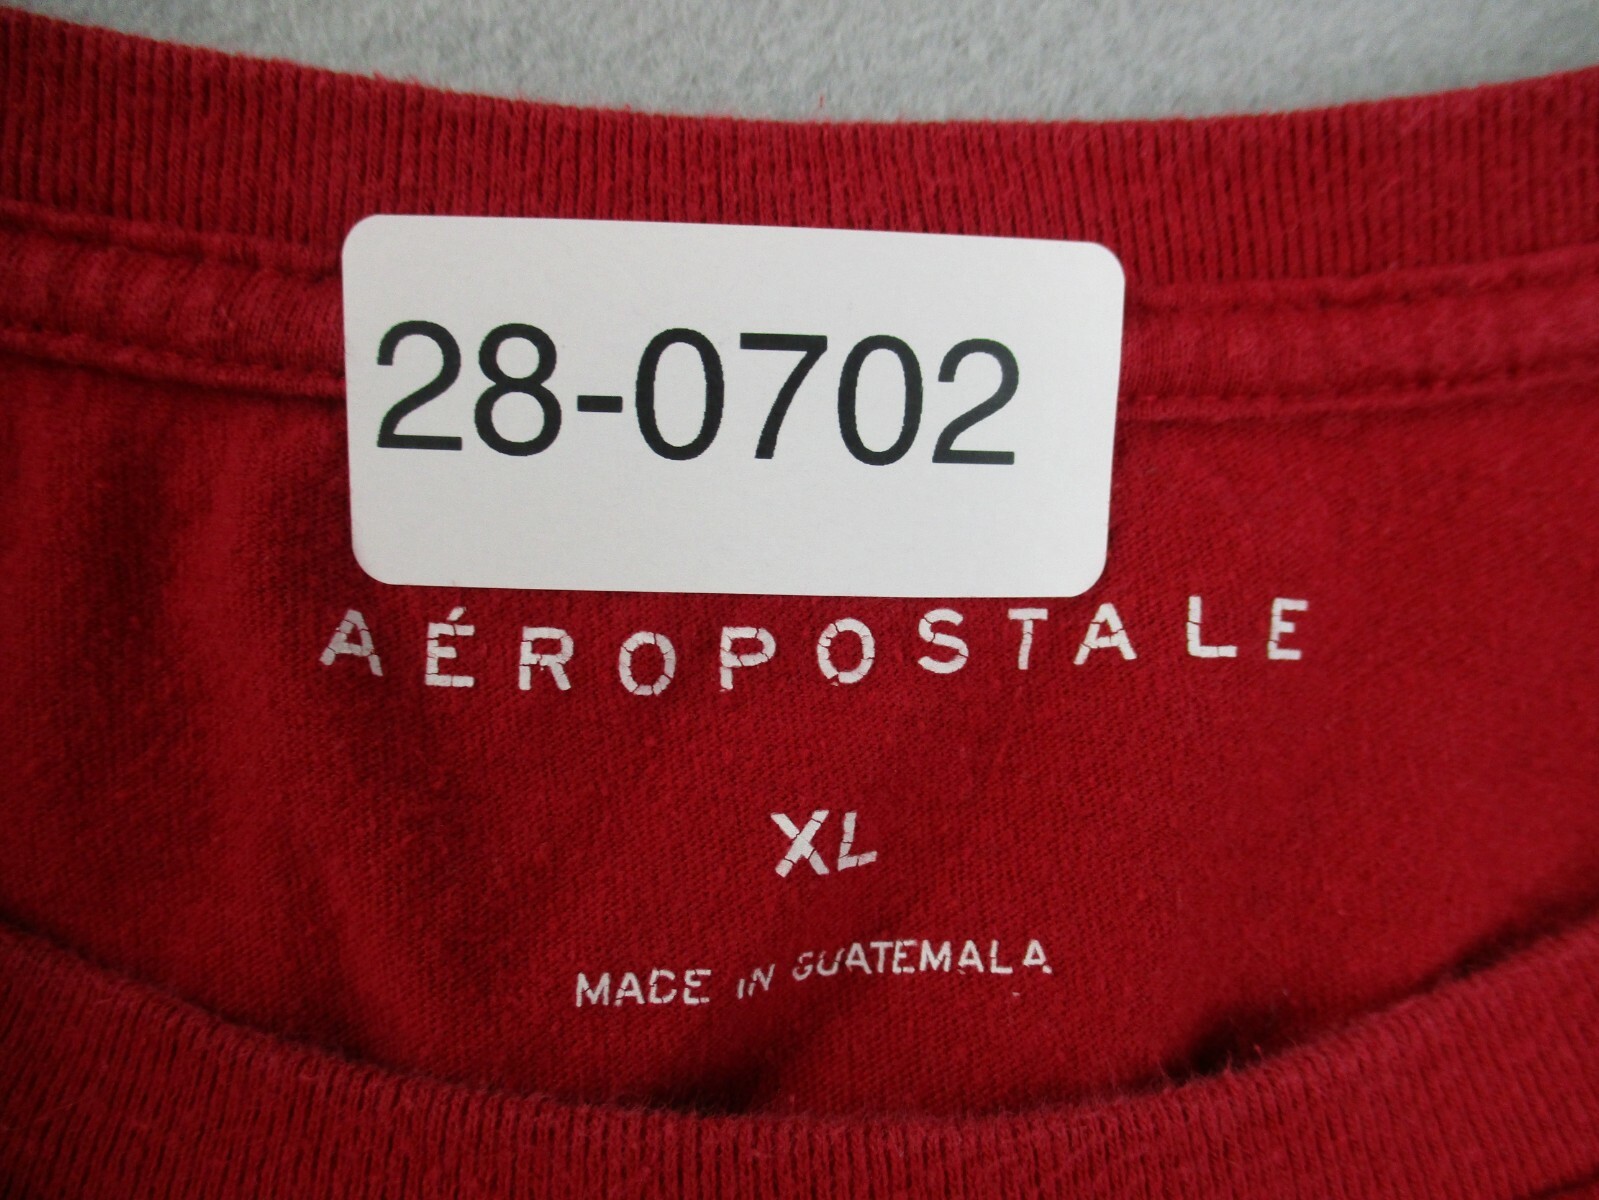 28-0702
AÉROPOSTALE
XL
MADE IN GUATEMALA